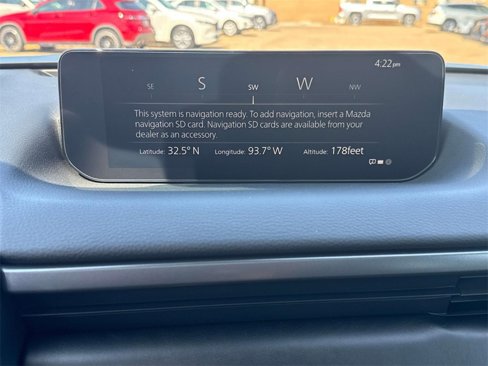 4:22 pm
SE S SW W NW
This system is navigation ready. To add navigation, insert a Mazda
navigation SD card. Navigation SD cards are available from your
dealer as an accessory.
Latitude: 32.5° N Longitude: 93.7° W Altitude: 178feet